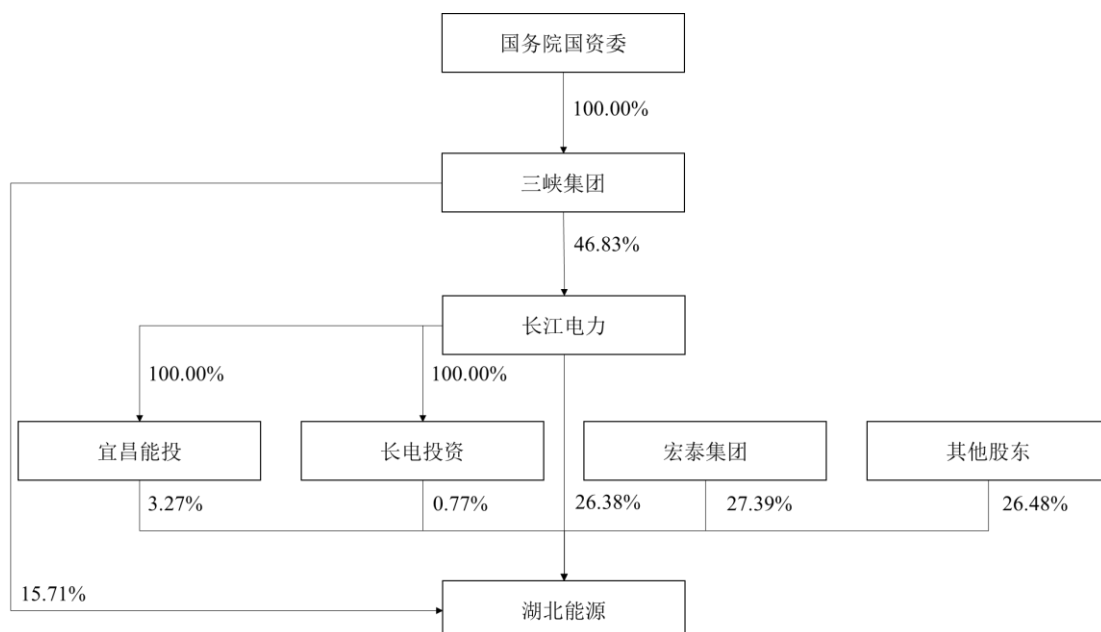 国务院国资委
100.00%
三峡集团
46.83%
长江电力
100.00%
100.00%
宜昌能投
长电投资
宏泰集团
其他股东
3.27%
0.77%
26.38%
27.39%
26.48%
15.71%
湖北能源